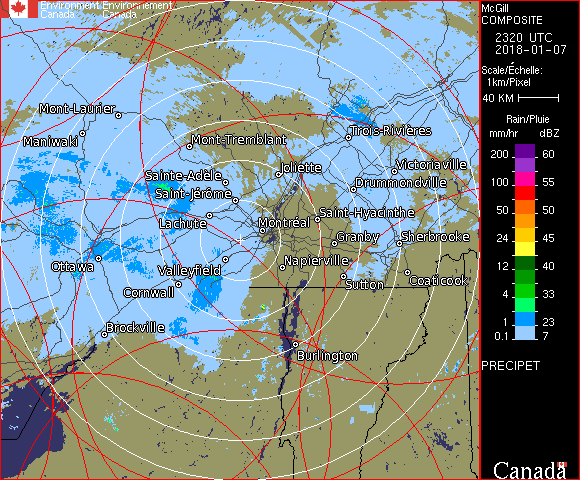 Environment Environnement
Canada Canada
McGill
COMPOSITE
2320 UTC
2018-01-07
Scale/Échelle:
1km/Pixel
40 KM
Rain/Pluie
mm/hr dBZ
200 60
100 55
50 50
24 45
12 40
4 33
1 23
0.1 7
PRECIPET
Canada
Mont-Laurier
Maniwaki
Mont-Tremblant
Trois-Rivières
Sainte-Adèle
Joliette
Victoriaville
Saint-Jérôme
Drummondville
Lachute
Montréal
Saint-Hyacinthe
Granby
Sherbrooke
Ottawa
Valleyfield
Napierville
Cornwall
Sutton
Coaticook
Brockville
Burlington